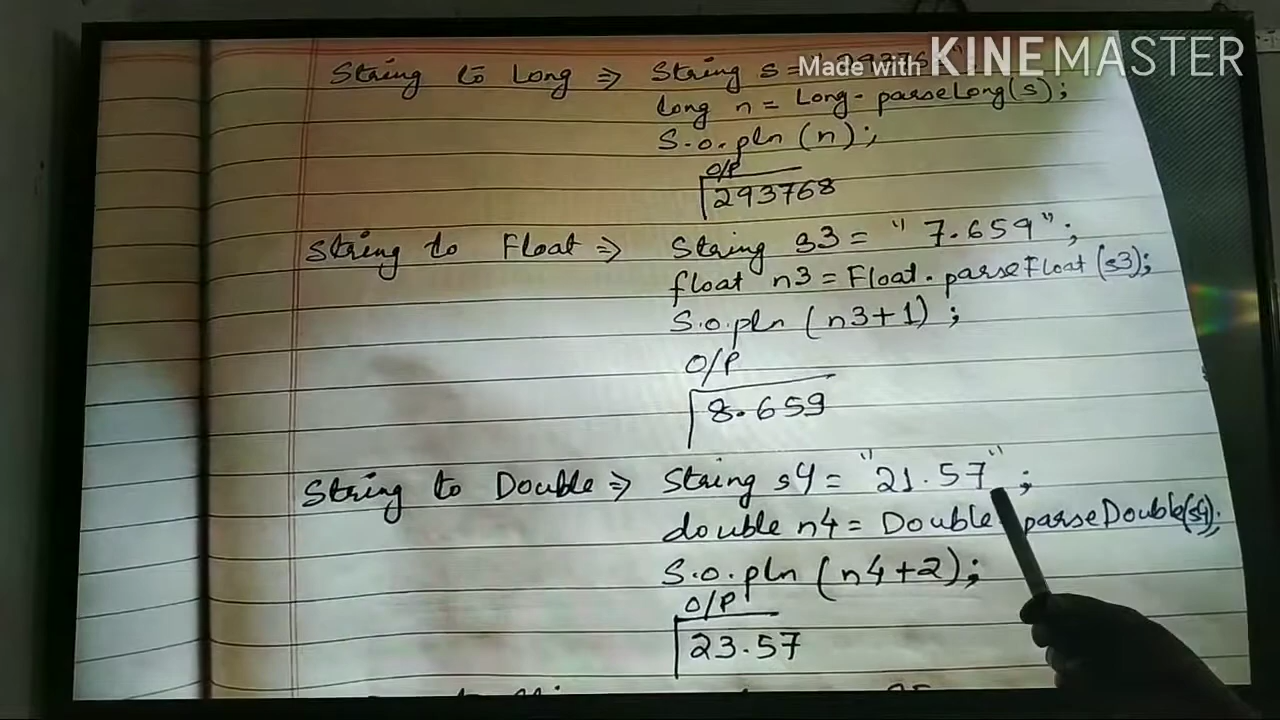 Made with KINEMASTER
String to Long ⇒ String s =
long n = Long.parseLong(s);
S.o.pln (n);
O/P
293768
String to Float ⇒ String s3 = "7.659";
float n3 = Float.parseFloat(s3);
S.o.pln (n3+1);
O/P
8.659
String to Double ⇒ String s4 = "21.57";
double n4 = Double.parseDouble(s4);
S.o.pln (n4+2);
O/P
23.57